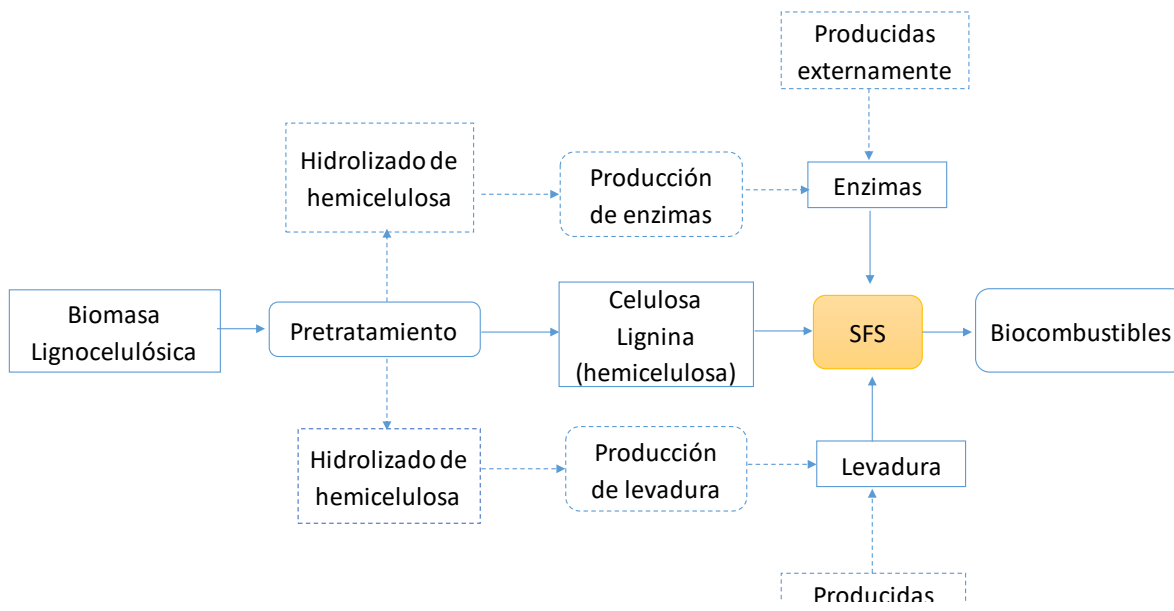 Producidas
externamente
Hidrolizado de
hemicelulosa
Producción
de enzimas
Enzimas
Biomasa
Lignocelulósica
Pretratamiento
Celulosa
Lignina
(hemicelulosa)
SFS
Biocombustibles
Hidrolizado de
hemicelulosa
Producción
de levadura
Levadura
Producidas